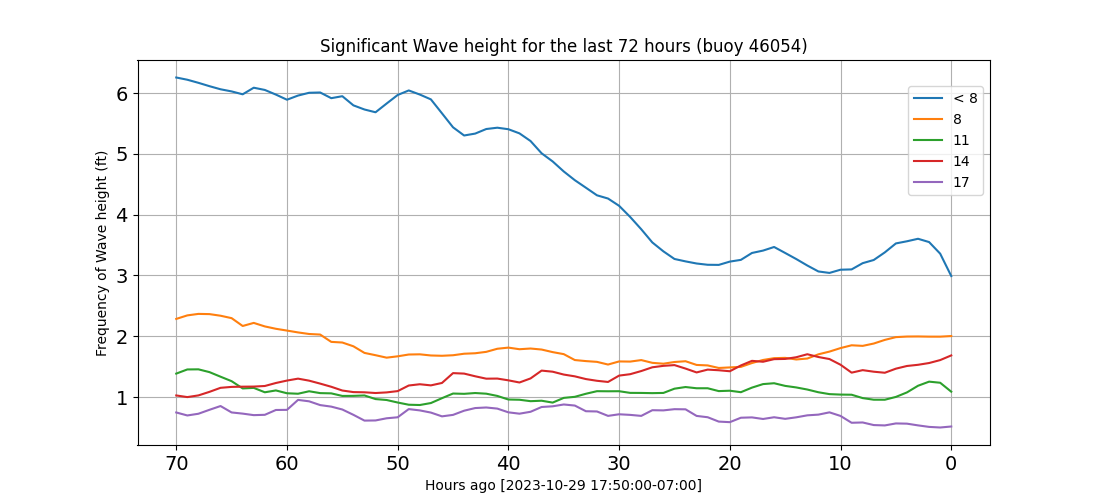 Significant Wave height for the last 72 hours (buoy 46054)
Frequency of Wave height (ft)
6
5
4
3
2
1
< 8
8
11
14
17
70 60 50 40 30 20 10 0
Hours ago [2023-10-29 17:50:00-07:00]